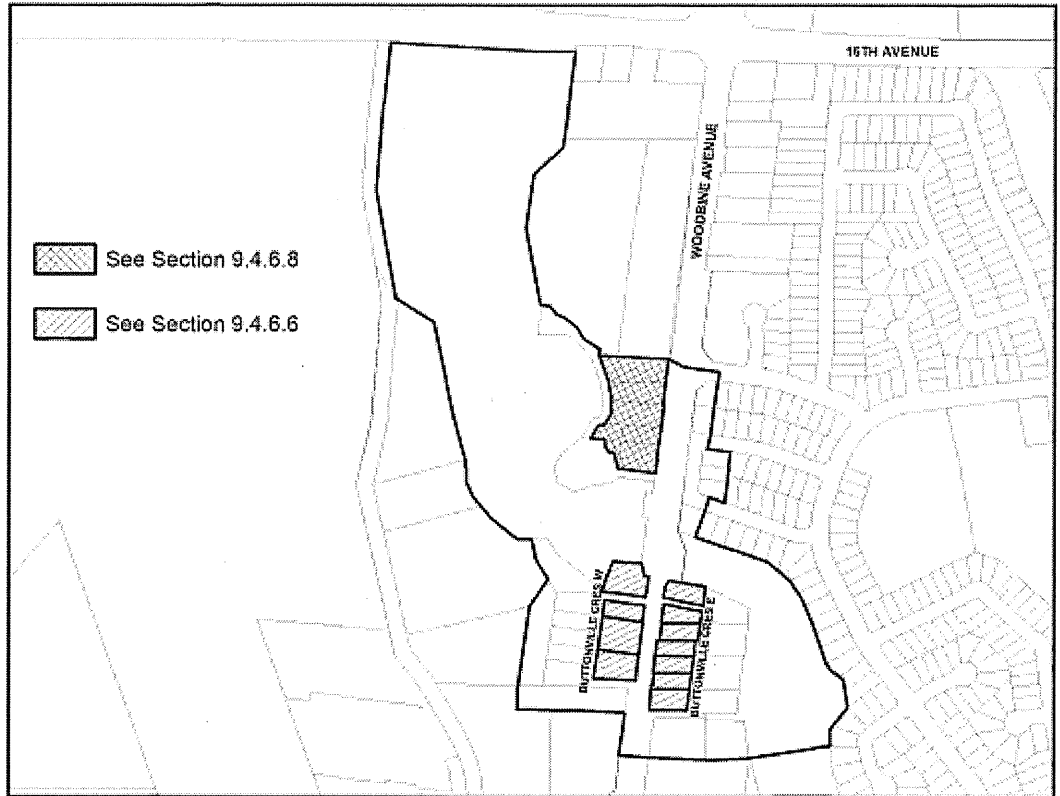 16TH AVENUE
WOODBINE AVENUE
See Section 9.4.6.8
See Section 9.4.6.6
BUTTONVILLE CRES W
BUTTONVILLE CRES E